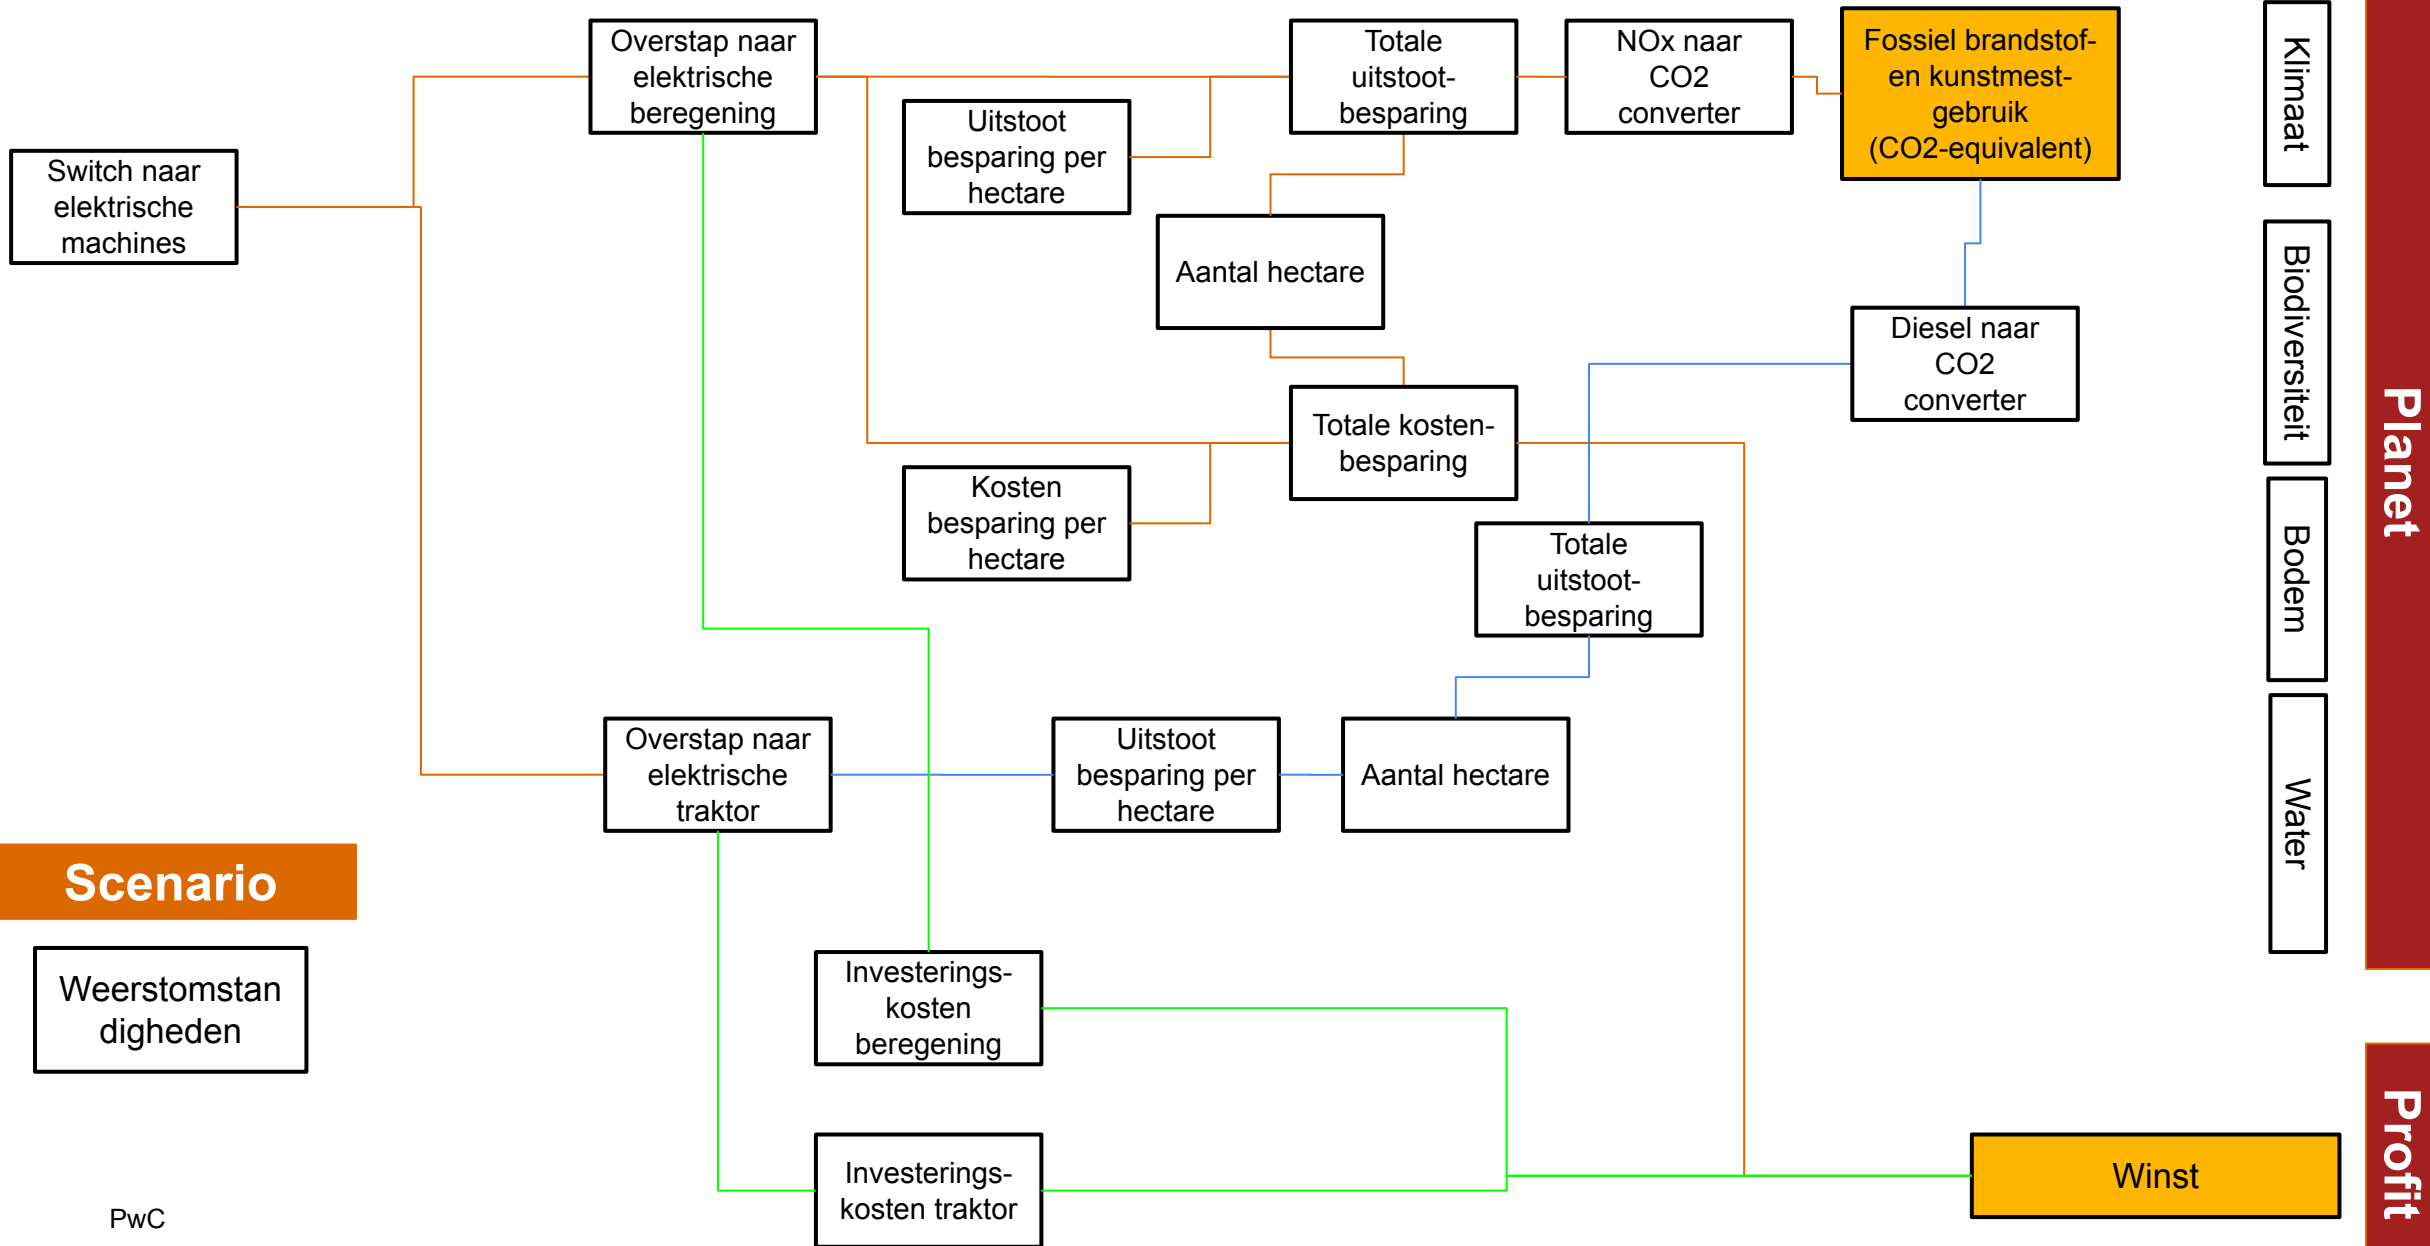 Overstap naar
elektrische
beregening
Totale
uitstoot-
besparing
NOx naar
CO2
converter
Fossiel brandstof-
en kunstmest-
gebruik
(CO2-equivalent)
Klimaat
Uitstoot
besparing per
hectare
Switch naar
elektrische
machines
Aantal hectare
Biodiversiteit
Diesel naar
CO2
converter
Planet
Totale kosten-
besparing
Kosten
besparing per
hectare
Totale
uitstoot-
besparing
Bodem
Overstap naar
elektrische
traktor
Uitstoot
besparing per
hectare
Aantal hectare
Water
Scenario
Weerstomstan
digheden
Investerings-
kosten
beregening
Investerings-
kosten traktor
Winst
Profit
PwC